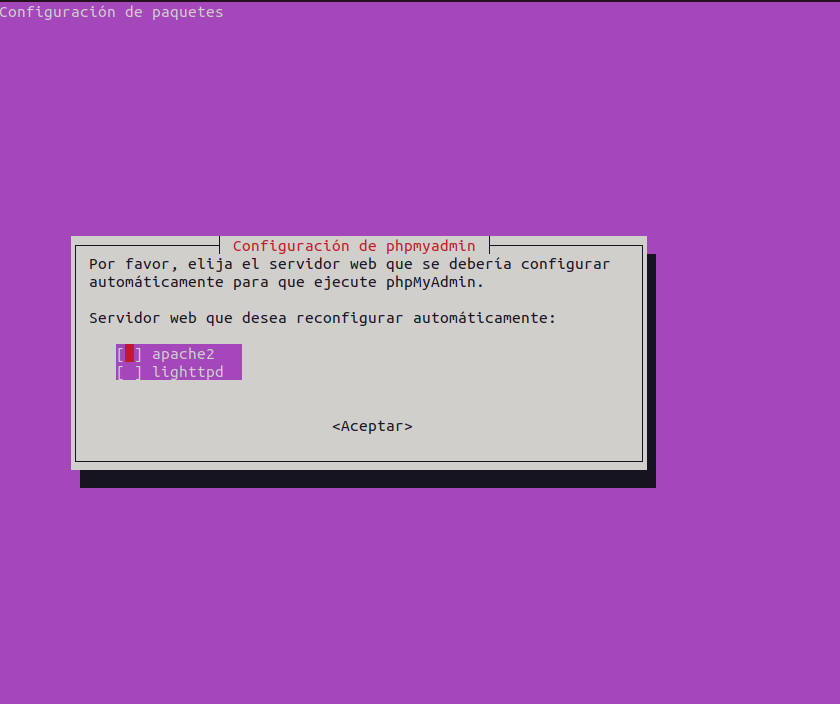 Configuración de paquetes
Configuración de phpmyadmin
Por favor, elija el servidor web que se debería configurar
automáticamente para que ejecute phpMyAdmin.
Servidor web que desea reconfigurar automáticamente:
[ ] apache2
[ ] lighttpd
<Aceptar>